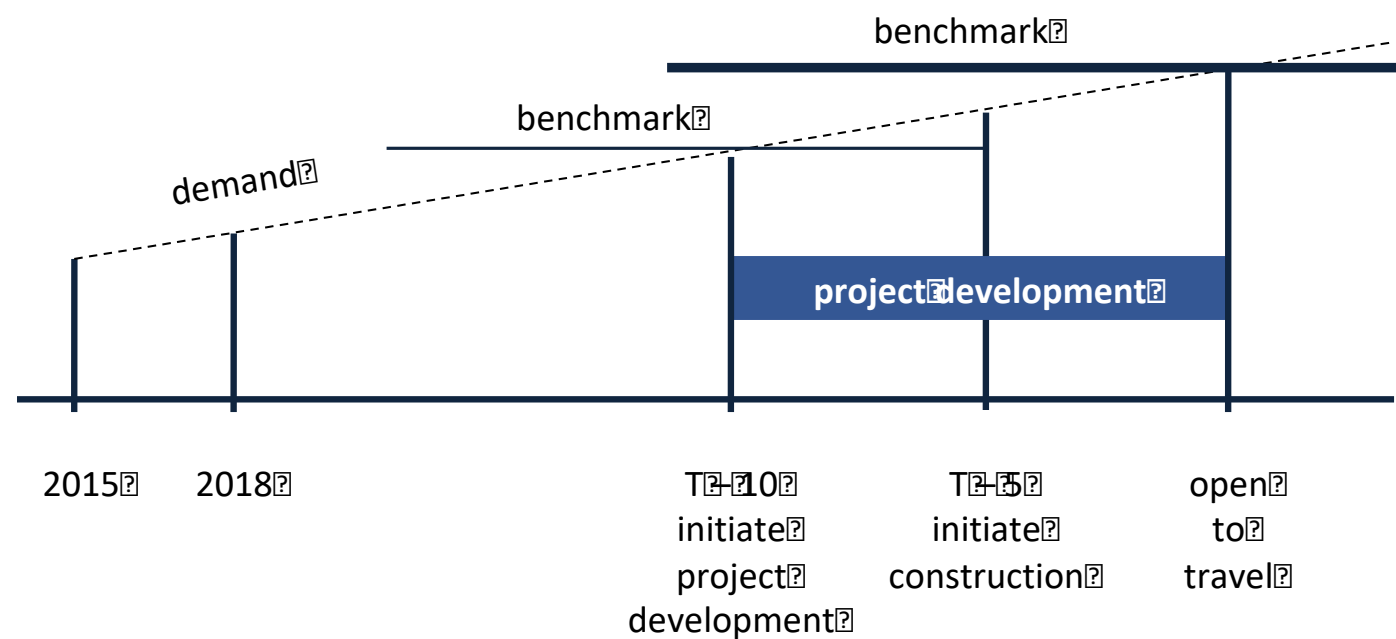 benchmark⍰
benchmark⍰
demand⍰
project⍰development⍰
2015⍰
2018⍰
T⍰–⍰10⍰
initiate⍰
project⍰
development⍰
T⍰–⍰5⍰
initiate⍰
construction⍰
open⍰
to⍰
travel⍰